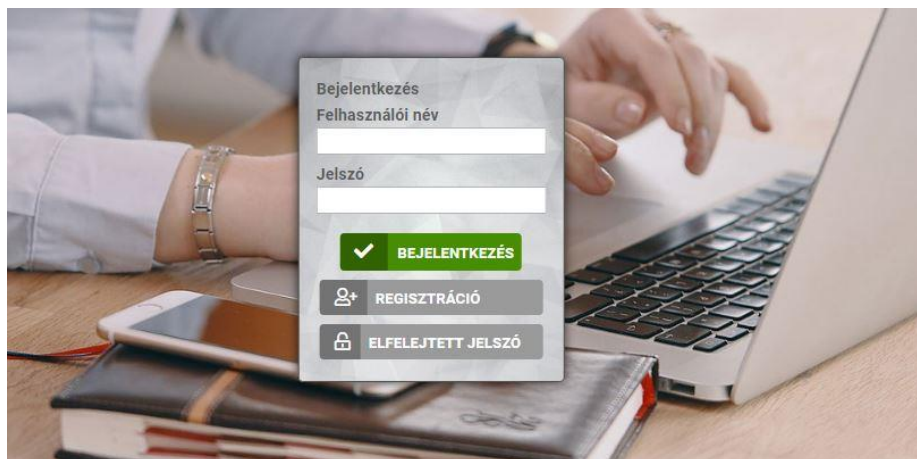 Bejelentkezés
Felhasználói név
Jelszó
BEJELENTKEZÉS
REGISZTRÁCIÓ
ELFELEJTETT JELSZÓ